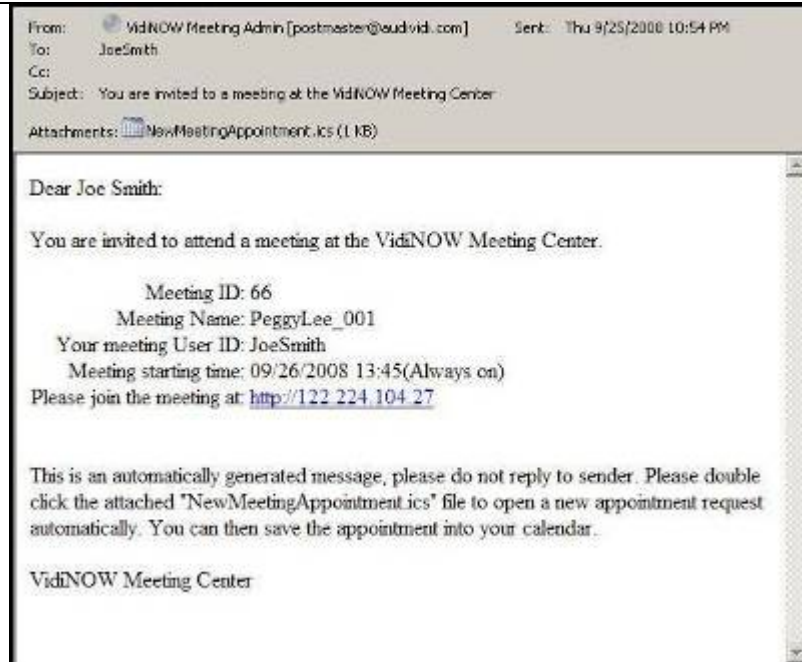 From: VidiNOW Meeting Admin [postmaster@audividi.com] Sent: Thu 9/25/2008 10:54 PM
To: JoeSmith
Cc:
Subject: You are invited to a meeting at the VidiNOW Meeting Center
Attachments: NewMeetingAppointment.ics (1 KB)
Dear Joe Smith:
You are invited to attend a meeting at the VidiNOW Meeting Center.
Meeting ID: 66
Meeting Name: PeggyLee_001
Your meeting User ID: JoeSmith
Meeting starting time: 09/26/2008 13:45(Always on)
Please join the meeting at: http://122.224.104.27
This is an automatically generated message, please do not reply to sender. Please double
click the attached "NewMeetingAppointment.ics" file to open a new appointment request
automatically. You can then save the appointment into your calendar.
VidiNOW Meeting Center